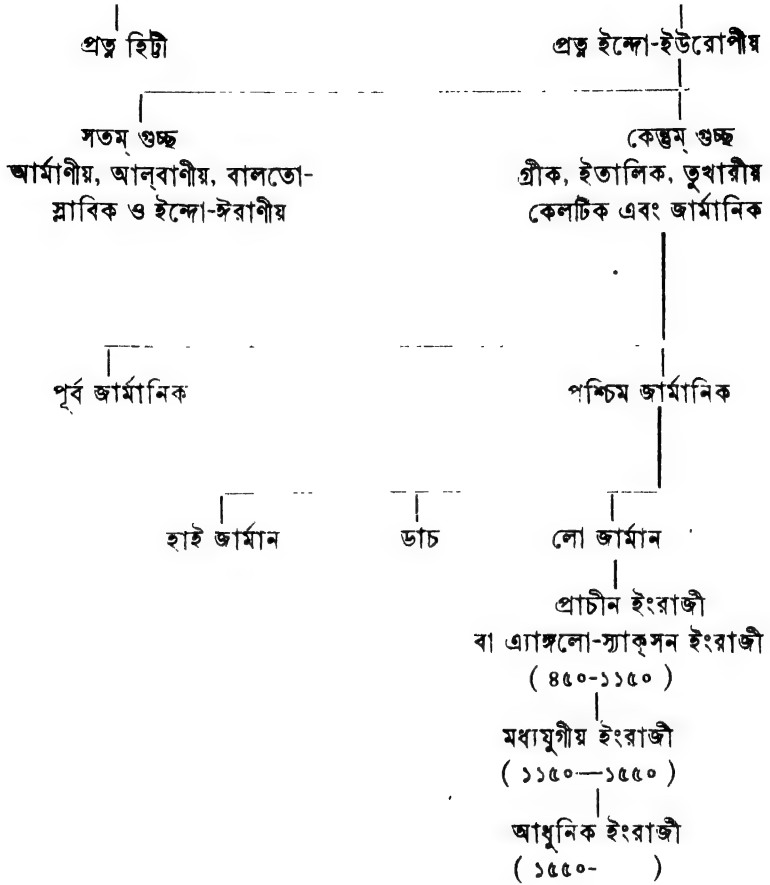 প্রত্ন হিট্টী
প্রত্ন ইন্দো-ইউরোপীয়
সতম্ গুচ্ছ
আর্মাণীয়, আল্‌বাণীয়, বালতো-
স্লাবিক ও ইন্দো-ঈরাণীয়
কেন্তুম্ গুচ্ছ
গ্রীক, ইতালিক, তুখারীয়
কেলটিক এবং জার্মানিক
পূর্ব জার্মানিক
পশ্চিম জার্মানিক
হাই জার্মান
ডাচ
লো জার্মান
প্রাচীন ইংরাজী
বা এ্যাঙ্গলো-স্যাক্‌সন ইংরাজী
( ৪৫০-১১৫০ )
মধ্যযুগীয় ইংরাজী
( ১১৫০—১৫৫০ )
আধুনিক ইংরাজী
( ১৫৫০- )